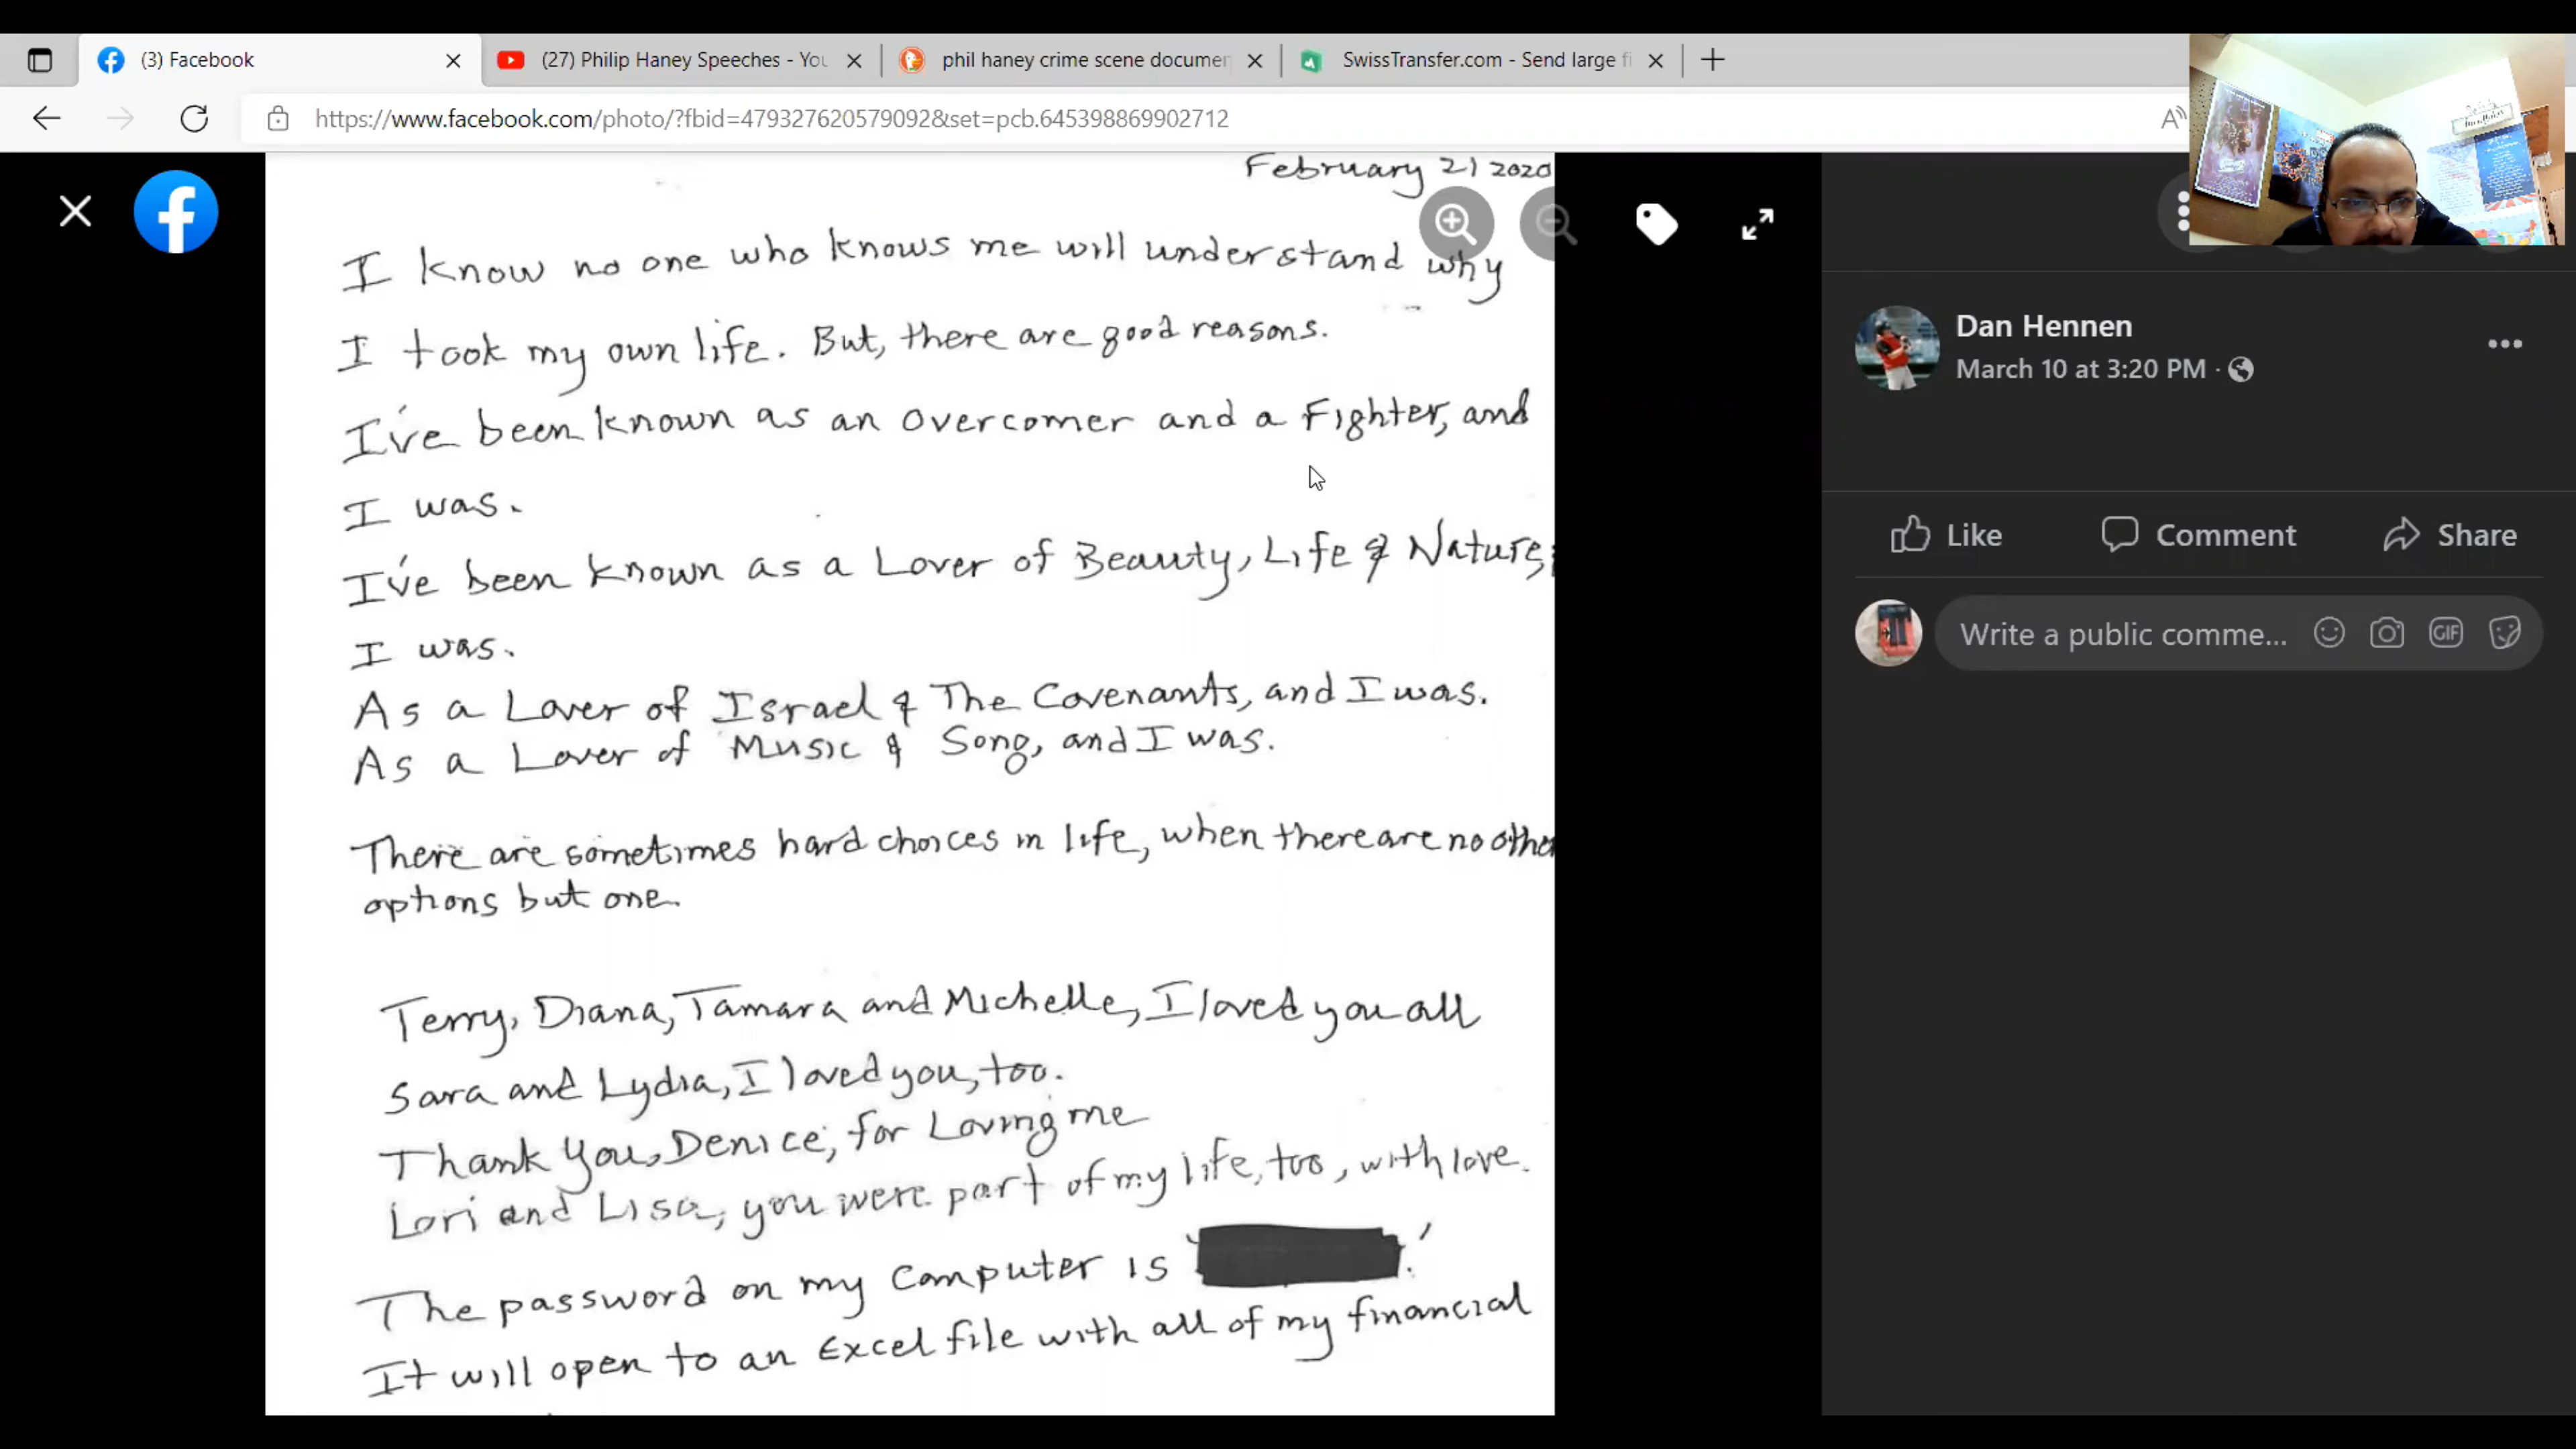 (3) Facebook
(27) Philip Haney Speeches - You
phil haney crime scene documen
SwissTransfer.com - Send large fi
https://www.facebook.com/photo/?fbid=479327620579092&set=pcb.645398869902712
February 21 2020
I know no one who knows me will understand why
I took my own life. But, there are good reasons.
I've been known as an overcomer and a Fighter, and
I was.
I've been known as a Lover of Beauty, Life & Nature,
I was.
As a Lover of Israel & The Covenants, and I was.
As a Lover of Music & Song, and I was.
There are sometimes hard choices in life, when there are no other
options but one.
Terry, Diana, Tamara and Michelle, I loved you all
Sara and Lydia, I loved you, too.
Thank You, Denice, for Loving me
Lori and Lisa, you were part of my life, too, with love.
The password on my computer is
It will open to an Excel file with all of my financial
Dan Hennen
March 10 at 3:20 PM ·
Like
Comment
Share
Write a public comme...
GIF